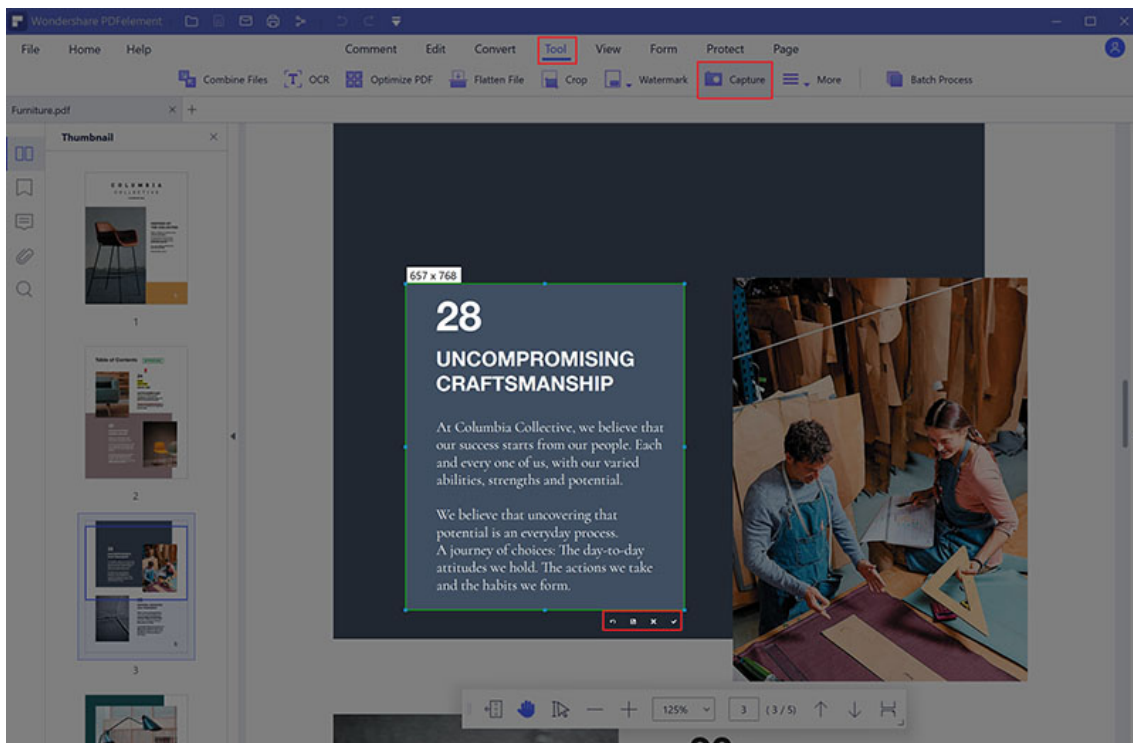 Wondershare PDFelement
File Home Help Comment Edit Convert Tool View Form Protect Page
Combine Files OCR Optimize PDF Flatten File Crop Watermark Capture More Batch Process
Furniture.pdf
Thumbnail
COLUMBIA
COLLECTIVE
1
Table of Contents
2
3
657 x 768
28
UNCOMPROMISING
CRAFTSMANSHIP
At Columbia Collective, we believe that
our success starts from our people. Each
and every one of us, with our varied
abilities, strengths and potential.
We believe that uncovering that
potential is an everyday process.
A journey of choices: The day-to-day
attitudes we hold. The actions we take
and the habits we form.
125% 3 (3/5)